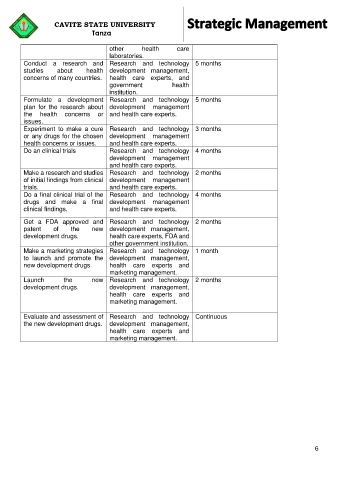 CAVITE STATE UNIVERSITY
Tanza
Strategic Management
other health care
laboratories.
Conduct a research and
studies about health
concerns of many countries.
Research and technology
development management,
health care experts, and
government health
institution.
5 months
Formulate a development
plan for the research about
the health concerns or
issues.
Research and technology
development management
and health care experts.
5 months
Experiment to make a cure
or any drugs for the chosen
health concerns or issues.
Research and technology
development management
and health care experts.
3 months
Do an clinical trials
Research and technology
development management
and health care experts.
4 months
Make a research and studies
of initial findings from clinical
trials.
Research and technology
development management
and health care experts.
2 months
Do a final clinical trial of the
drugs and make a final
clinical findings.
Research and technology
development management
and health care experts.
4 months
Get a FDA approved and
patent of the new
development drugs.
Research and technology
development management,
health care experts, FDA and
other government institution.
2 months
Make a marketing strategies
to launch and promote the
new development drugs
Research and technology
development management,
health care experts and
marketing management.
1 month
Launch the new
development drugs
Research and technology
development management,
health care experts and
marketing management.
2 months
Evaluate and assessment of
the new development drugs.
Research and technology
development management,
health care experts and
marketing management.
Continuous
6